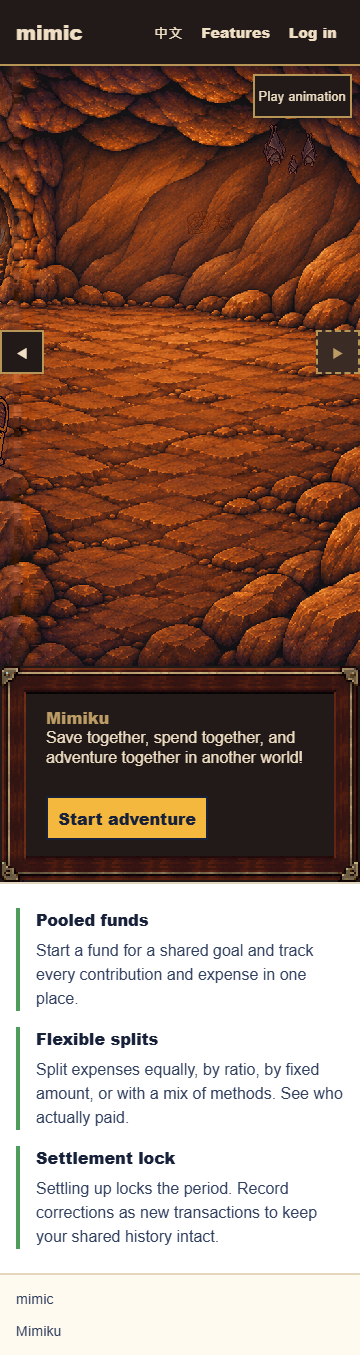 mimic
中文 Features Log in
Play animation
Mimiku
Save together, spend together, and
adventure together in another world!
Start adventure
Pooled funds
Start a fund for a shared goal and track
every contribution and expense in one
place.
Flexible splits
Split expenses equally, by ratio, by fixed
amount, or with a mix of methods. See who
actually paid.
Settlement lock
Settling up locks the period. Record
corrections as new transactions to keep
your shared history intact.
mimic
Mimiku